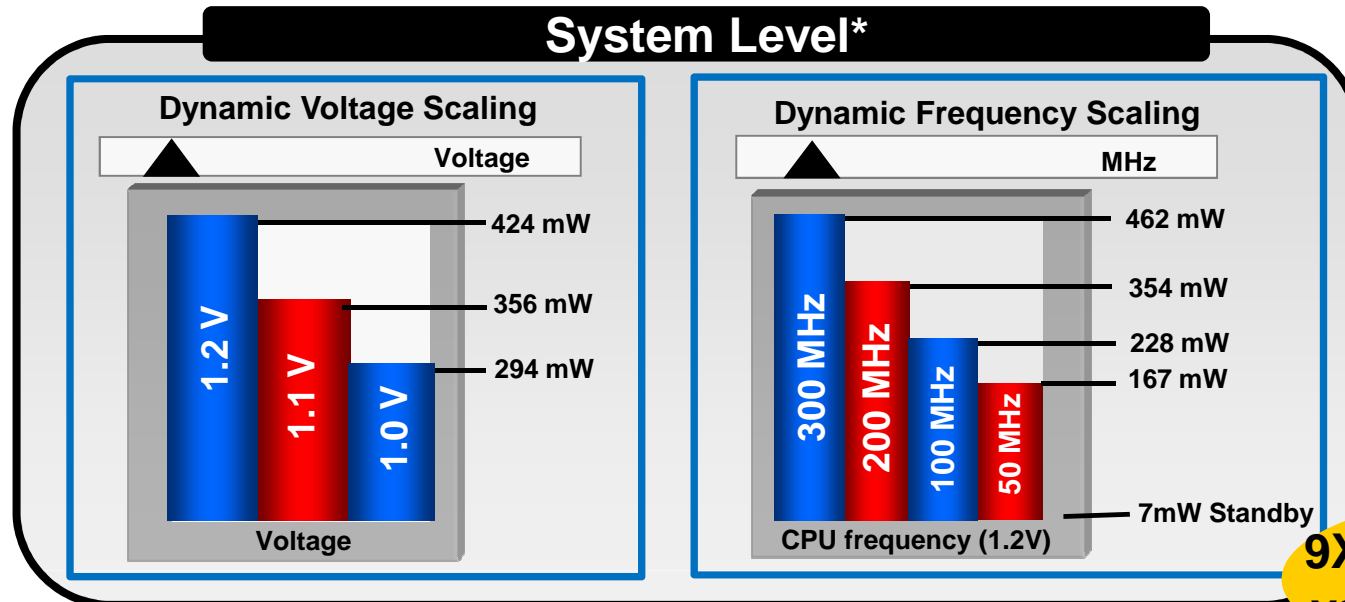 System Level*
Dynamic Voltage Scaling
Voltage
424 mW
356 mW
294 mW
1.2 V
1.1 V
1.0 V
Voltage
Dynamic Frequency Scaling
MHz
462 mW
354 mW
228 mW
167 mW
7mW Standby
300 MHz
200 MHz
100 MHz
50 MHz
CPU frequency (1.2V)
9X